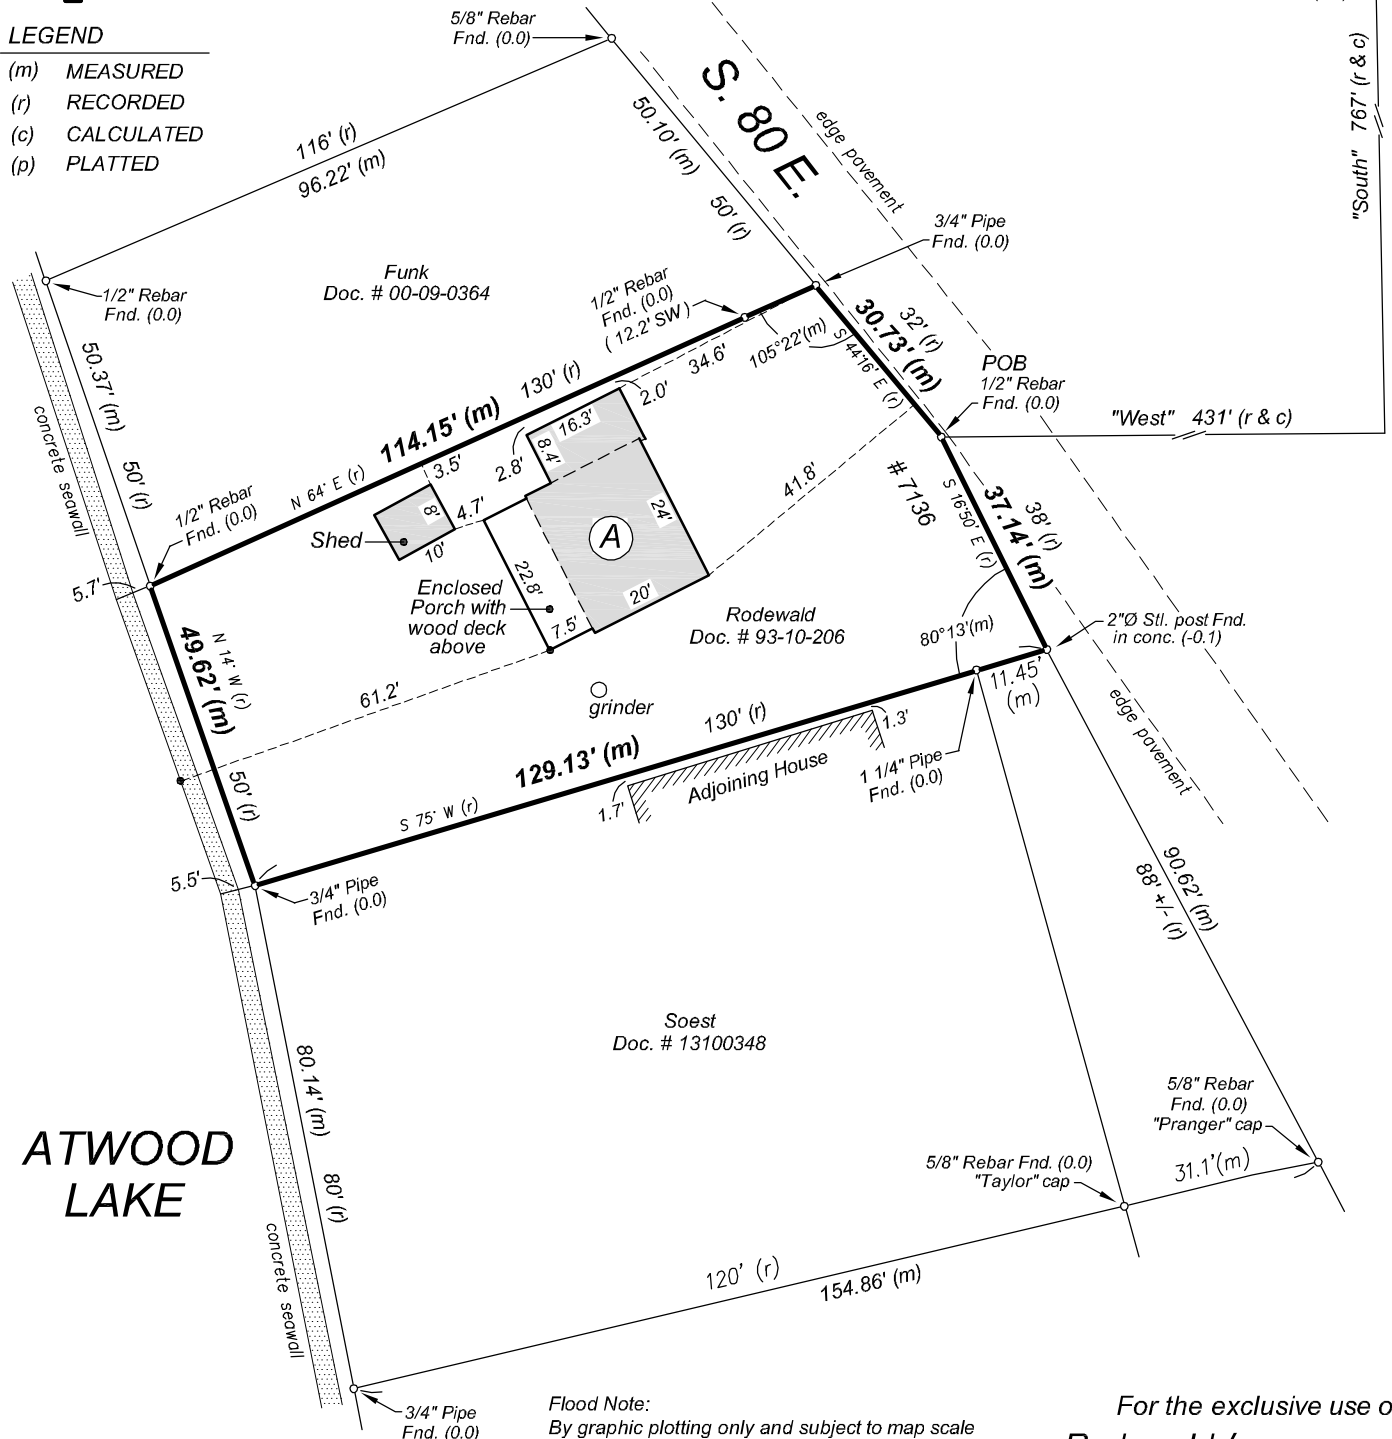 LEGEND
(m) MEASURED
(r) RECORDED
(c) CALCULATED
(p) PLATTED
5/8" Rebar
Fnd. (0.0)
116' (r)
96.22' (m)
50.10' (m)
50' (r)
S. 80 E.
edge pavement
"South" 767' (r & c)
3/4" Pipe
Fnd. (0.0)
Funk
Doc. # 00-09-0364
1/2" Rebar
Fnd. (0.0)
1/2" Rebar
Fnd. (0.0)
( 12.2' SW )
32' (r)
30.73' (m)
S 44°16' E (r)
105°22'(m)
POB
1/2" Rebar
Fnd. (0.0)
"West" 431' (r & c)
50.37' (m)
50' (r)
concrete seawall
130' (r)
114.15' (m)
N 64° E (r)
34.6'
2.0'
16.3'
8.4'
2.8'
3.5'
4.7'
8'
10'
Shed
1/2" Rebar
Fnd. (0.0)
5.7'
A
24'
20'
22.8'
7.5'
41.8'
# 7136
Enclosed
Porch with
wood deck
above
Rodewald
Doc. # 93-10-206
38' (r)
37.14' (m)
S 16°50' E (r)
80°13'(m)
2"Ø Stl. post Fnd.
in conc. (-0.1)
11.45'
(m)
N 14° W (r)
49.62' (m)
50' (r)
61.2'
grinder
130' (r)
129.13' (m)
S 75° W (r)
1.3'
1.7'
Adjoining House
1 1/4" Pipe
Fnd. (0.0)
edge pavement
5.5'
3/4" Pipe
Fnd. (0.0)
90.62' (m)
88' +/- (r)
Soest
Doc. # 13100348
80.14' (m)
80' (r)
ATWOOD
LAKE
concrete seawall
5/8" Rebar
Fnd. (0.0)
"Pranger" cap
5/8" Rebar Fnd. (0.0)
"Taylor" cap
31.1'(m)
120' (r)
154.86' (m)
3/4" Pipe
Fnd. (0.0)
Flood Note:
By graphic plotting only and subject to map scale
For the exclusive use o